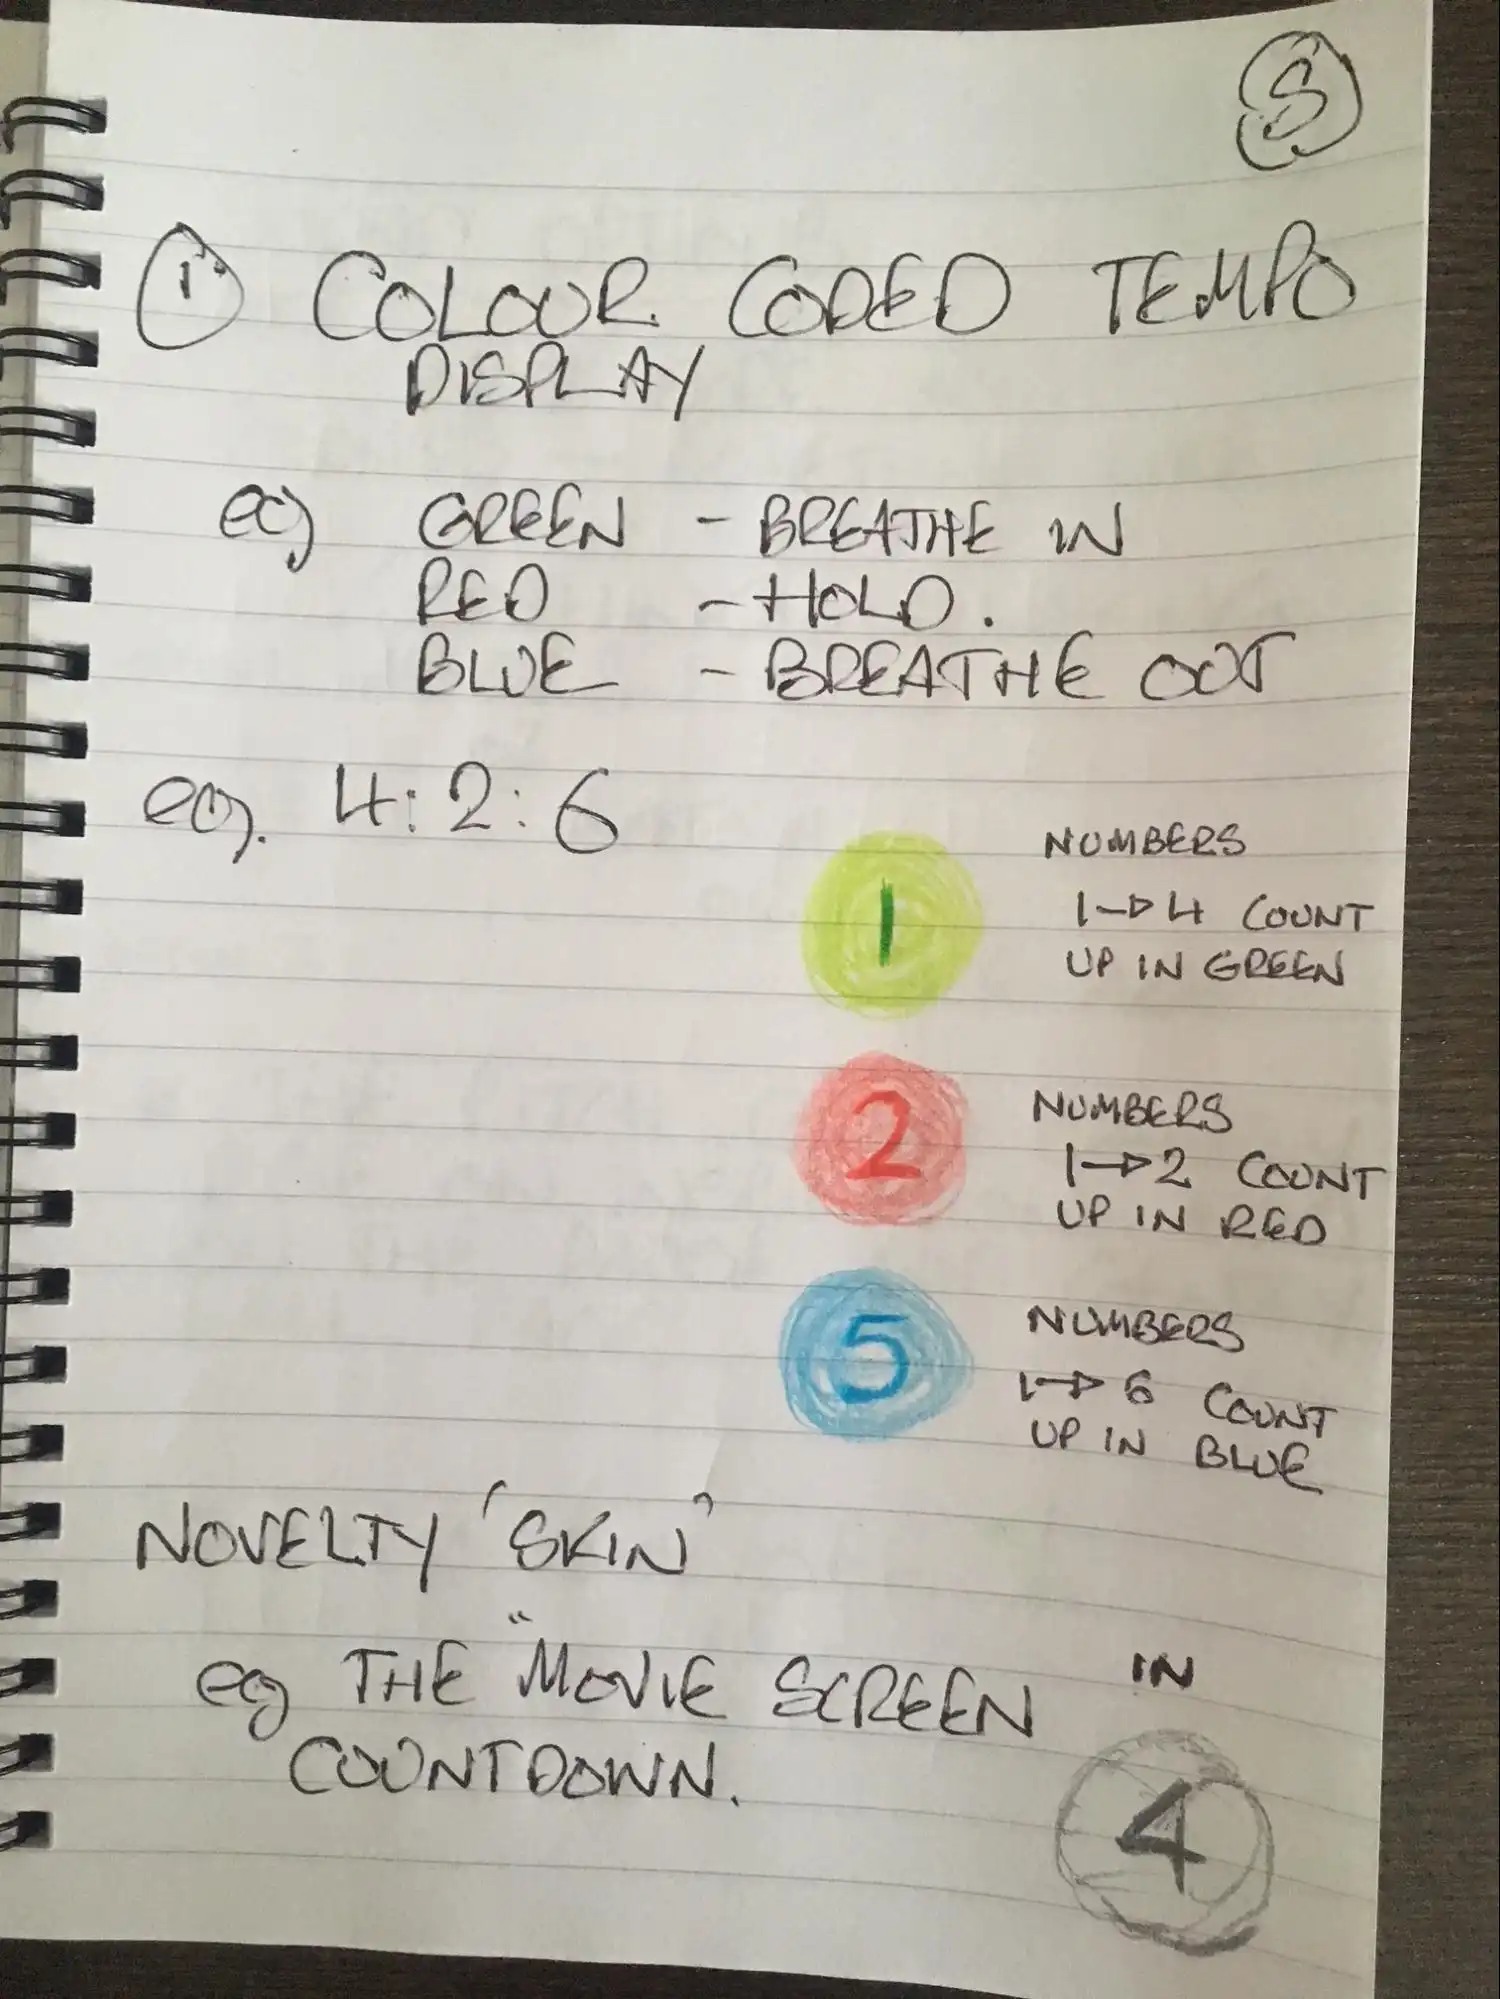 S
1. COLOUR CODED TEMPO
DISPLAY
eg GREEN - BREATHE IN
RED - HOLD.
BLUE - BREATHE OUT
eg. 4:2:6
1
NUMBERS
1→4 COUNT
UP IN GREEN
2
NUMBERS
1→2 COUNT
UP IN RED
5
NUMBERS
1→6 COUNT
UP IN BLUE
NOVELTY 'SKIN'
eg THE "MOVIE SCREEN
COUNTDOWN.
IN
4